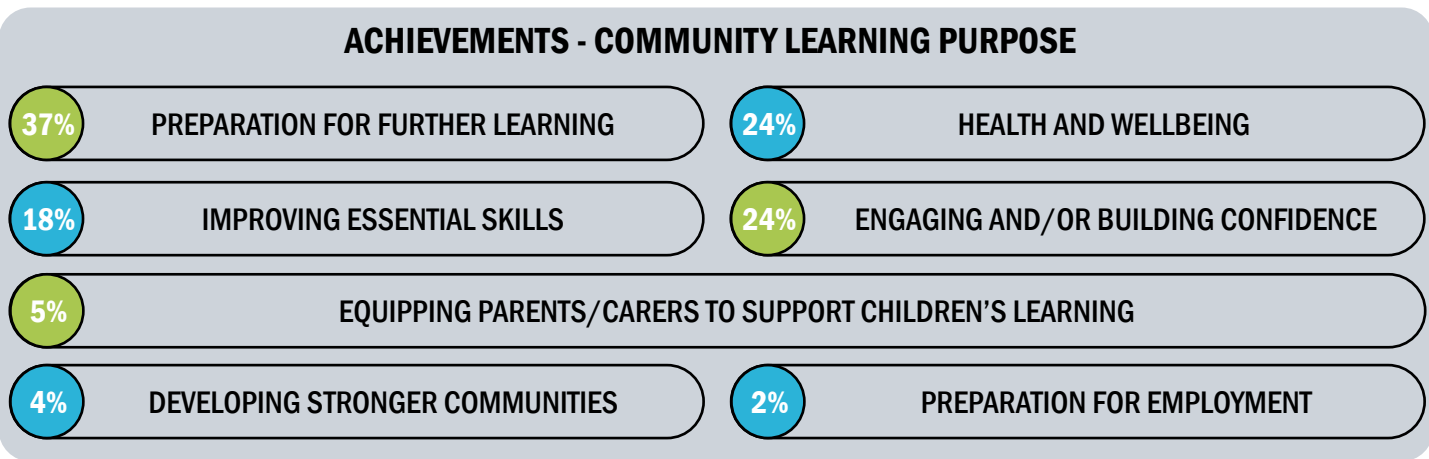 ACHIEVEMENTS - COMMUNITY LEARNING PURPOSE
37% PREPARATION FOR FURTHER LEARNING
24% HEALTH AND WELLBEING
18% IMPROVING ESSENTIAL SKILLS
24% ENGAGING AND/OR BUILDING CONFIDENCE
5% EQUIPPING PARENTS/CARERS TO SUPPORT CHILDREN'S LEARNING
4% DEVELOPING STRONGER COMMUNITIES
2% PREPARATION FOR EMPLOYMENT